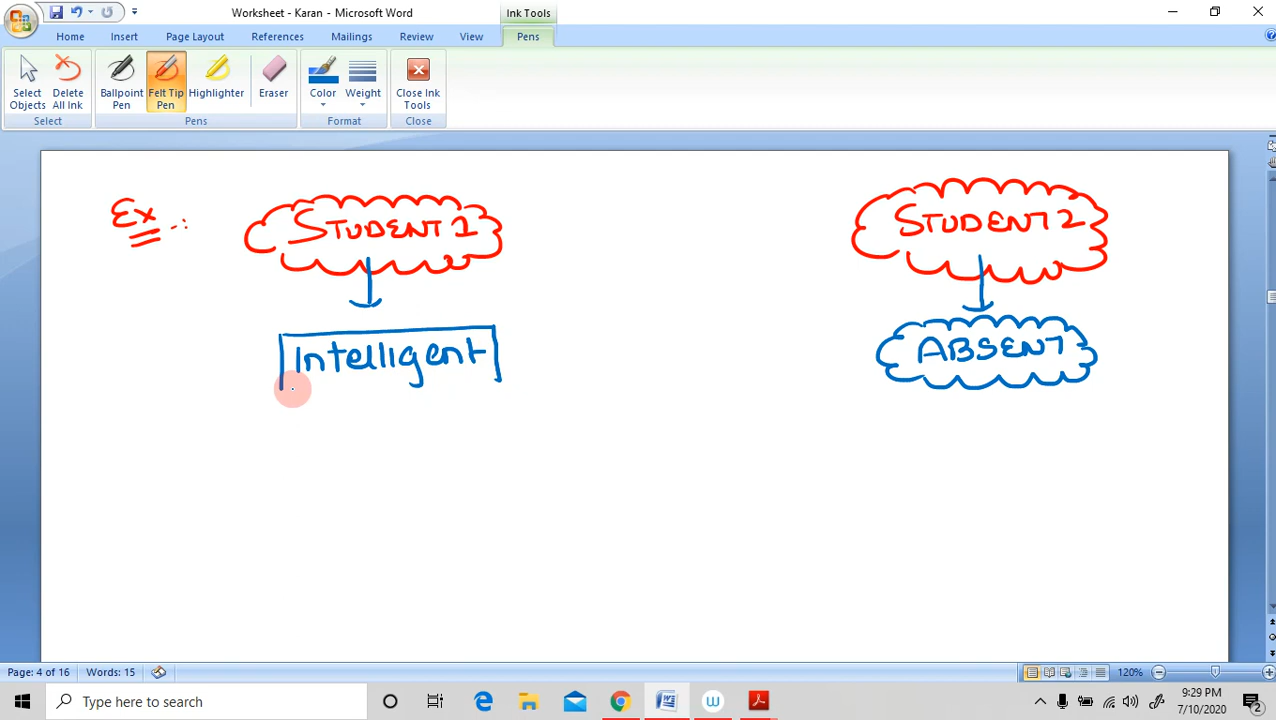 Worksheet - Karan - Microsoft Word
Ink Tools
Home Insert Page Layout References Mailings Review View Pens
Select Objects
Delete All Ink
Ballpoint Pen
Felt Tip Pen
Highlighter
Eraser
Color
Weight
Close Ink Tools
Select Pens Format Close
Ex :
STUDENT 1
STUDENT 2
Intelligent
ABSENT
Page: 4 of 16 Words: 15 120%
Type here to search
9:29 PM
7/10/2020
2